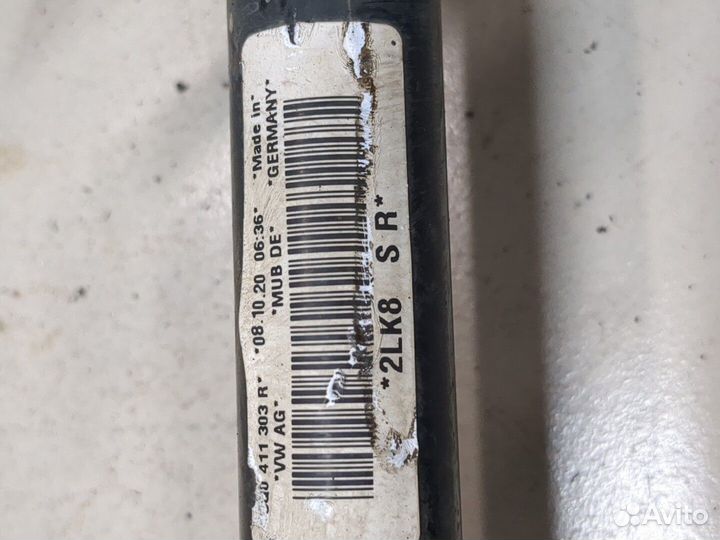 411 303 R* *08.10.20 06:36* *Made in*
*VW AG* *MUB DE* *GERMANY*
*2LK8 S R*
Avito